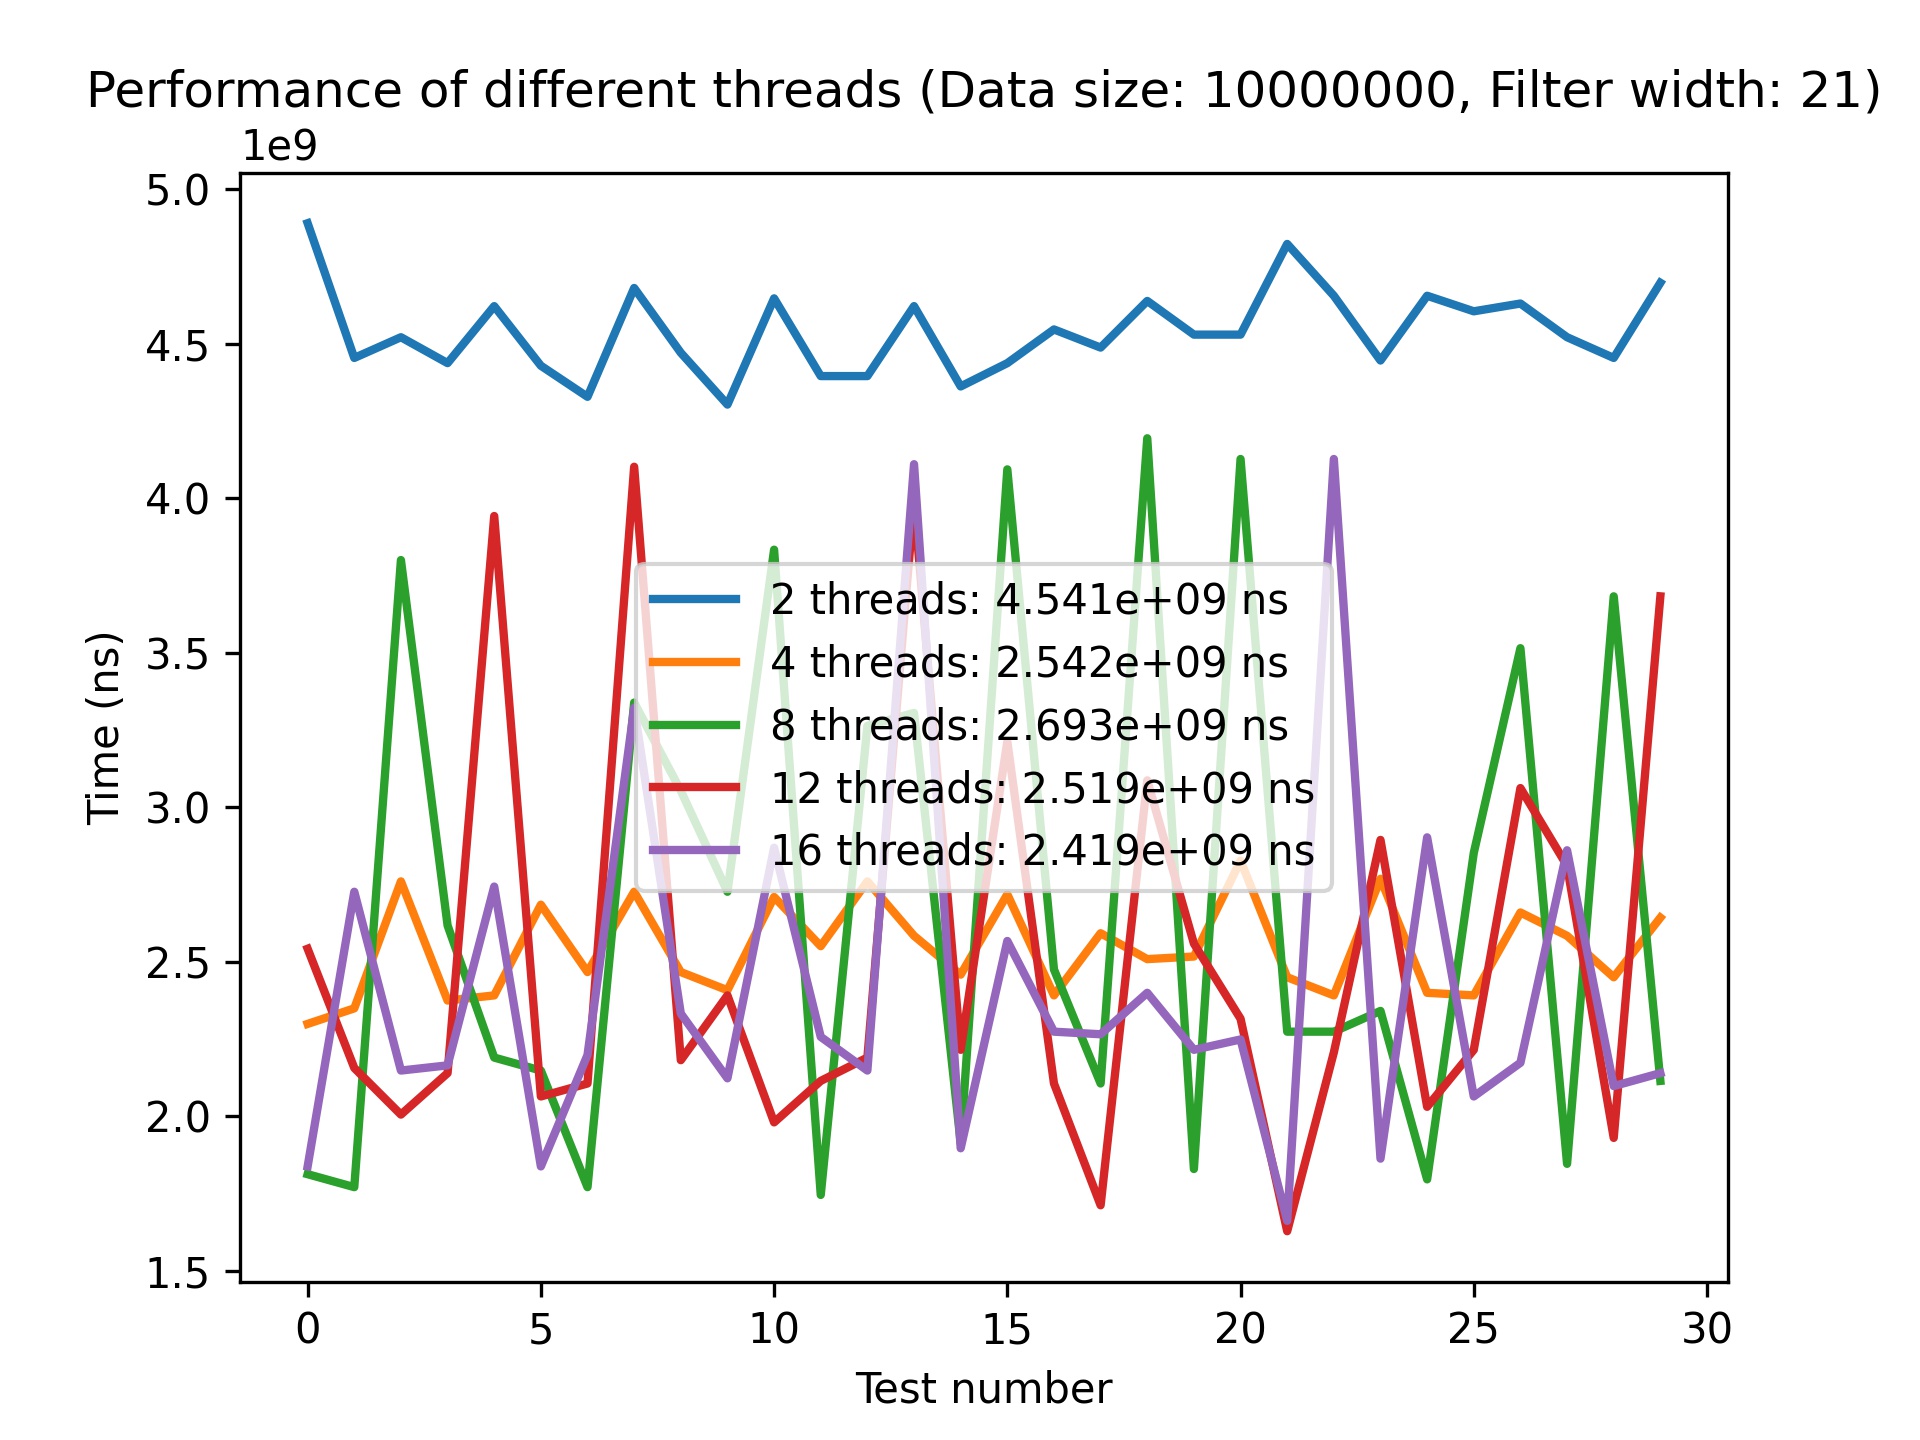 Performance of different threads (Data size: 10000000, Filter width: 21)
1e9
5.0
4.5
4.0
3.5
3.0
2.5
2.0
1.5
Time (ns)
2 threads: 4.541e+09 ns
4 threads: 2.542e+09 ns
8 threads: 2.693e+09 ns
12 threads: 2.519e+09 ns
16 threads: 2.419e+09 ns
0 5 10 15 20 25 30
Test number